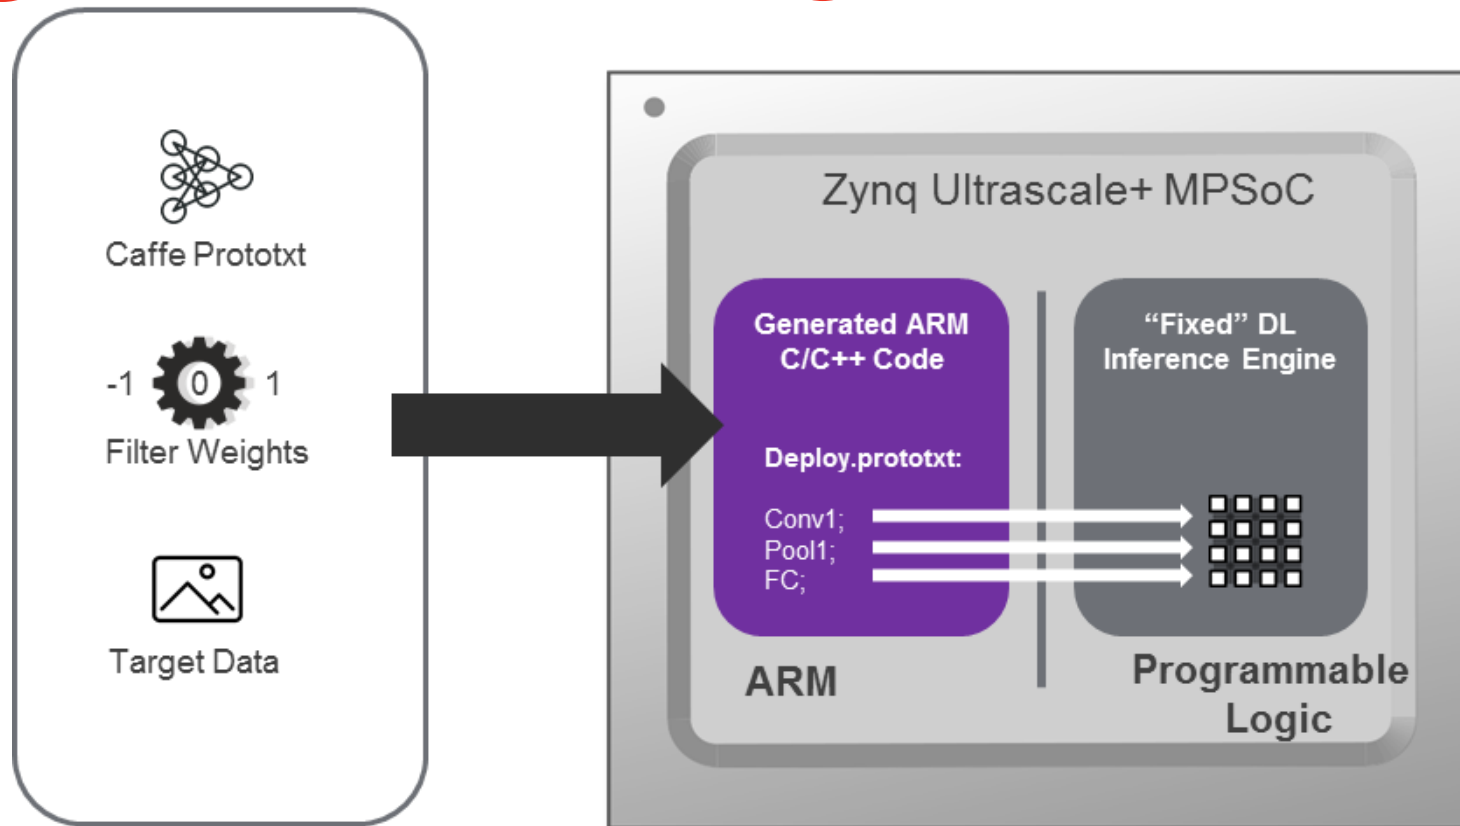 Caffe Prototxt
-1 0 1
Filter Weights
Target Data
Zynq Ultrascale+ MPSoC
Generated ARM
C/C++ Code
Deploy.prototxt:
Conv1;
Pool1;
FC;
ARM
“Fixed” DL
Inference Engine
Programmable
Logic